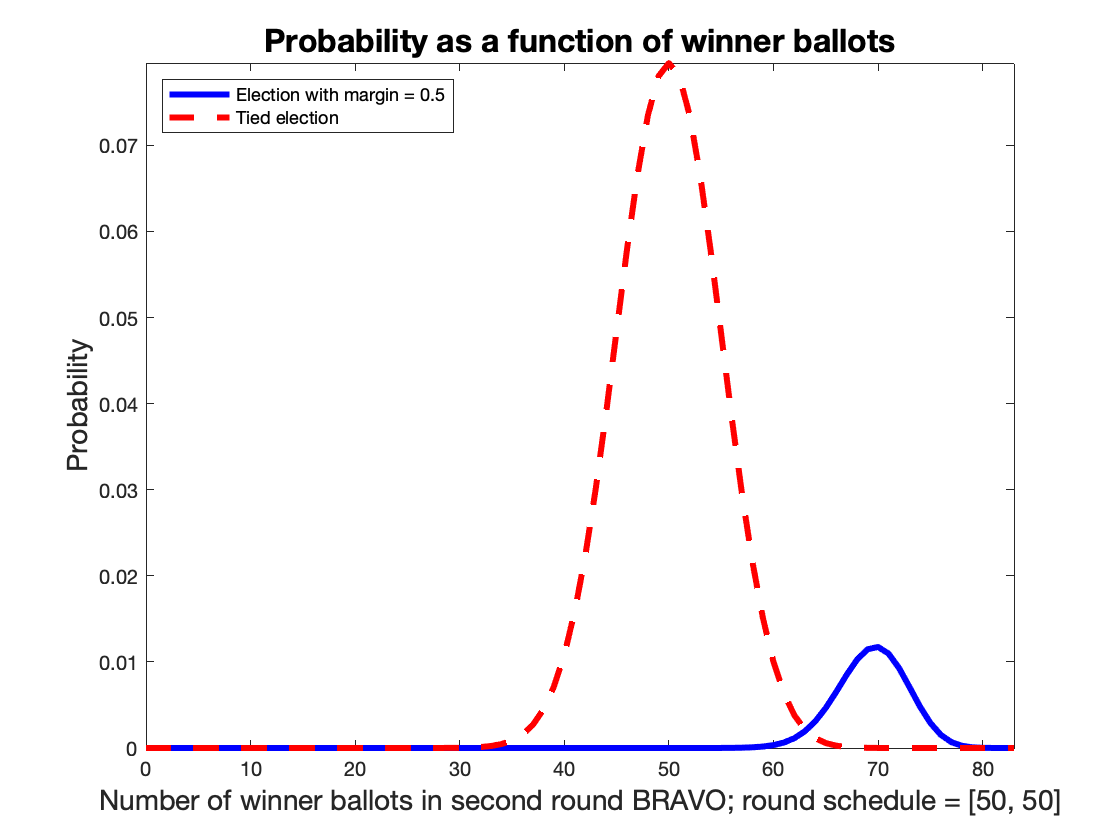 Probability as a function of winner ballots
Election with margin = 0.5
Tied election
Probability
0.07
0.06
0.05
0.04
0.03
0.02
0.01
0
0 10 20 30 40 50 60 70 80
Number of winner ballots in second round BRAVO; round schedule = [50, 50]